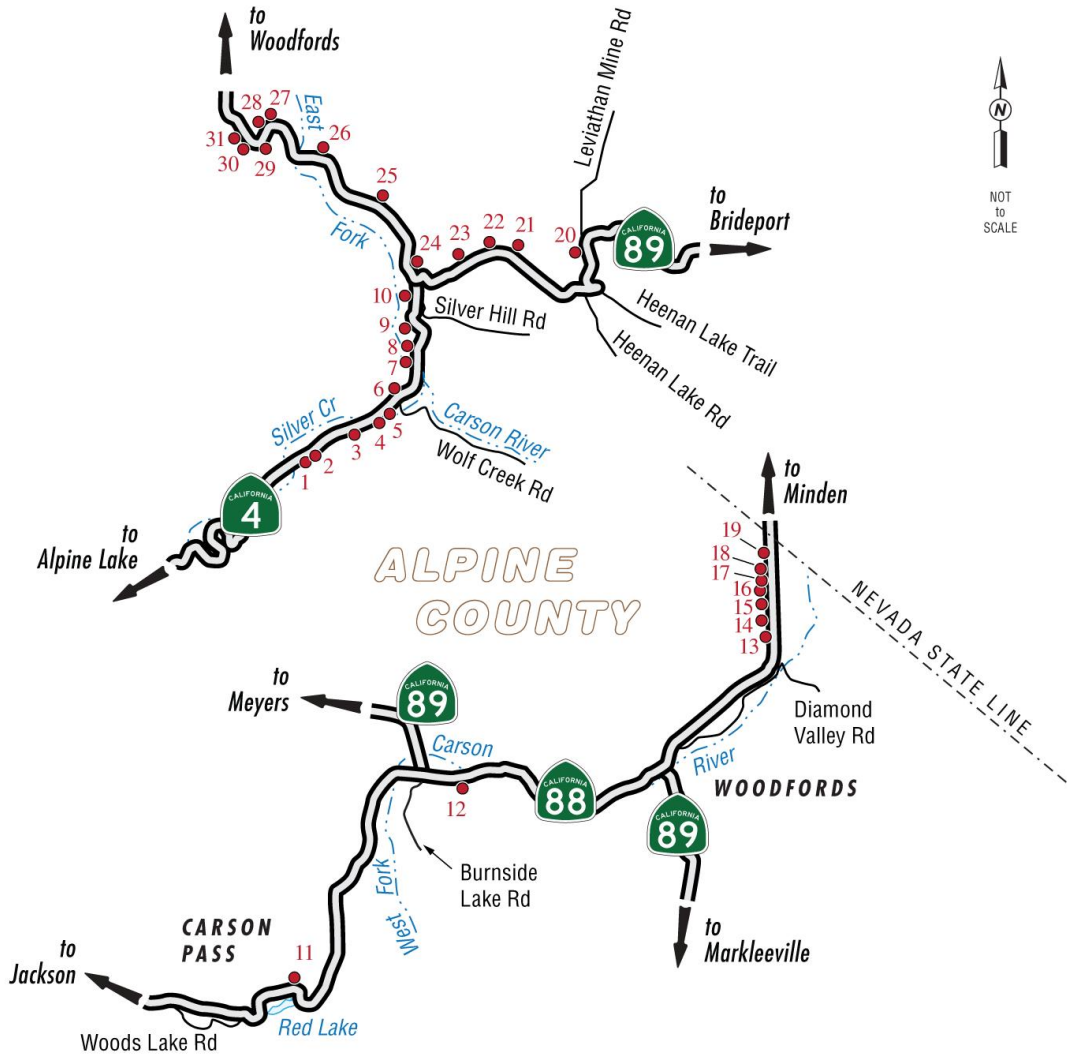 to
Woodfords
28
27
31
30
29
East
26
25
Fork
24
23
22
21
20
Leviathan Mine Rd
CALIFORNIA
89
to
Brideport
N
NOT
to
SCALE
10
Silver Hill Rd
9
8
7
6
5
4
3
2
1
Heenan Lake Trail
Heenan Lake Rd
Silver Cr
Carson River
Wolf Creek Rd
CALIFORNIA
4
to
Alpine Lake
ALPINE
COUNTY
to
Minden
19
18
17
16
15
14
13
NEVADA STATE LINE
Diamond
Valley Rd
to
Meyers
CALIFORNIA
89
Carson
12
CALIFORNIA
88
River
WOODFORDS
CALIFORNIA
89
to
Markleeville
Burnside
Lake Rd
Fork
West
CARSON
PASS
11
to
Jackson
Red Lake
Woods Lake Rd